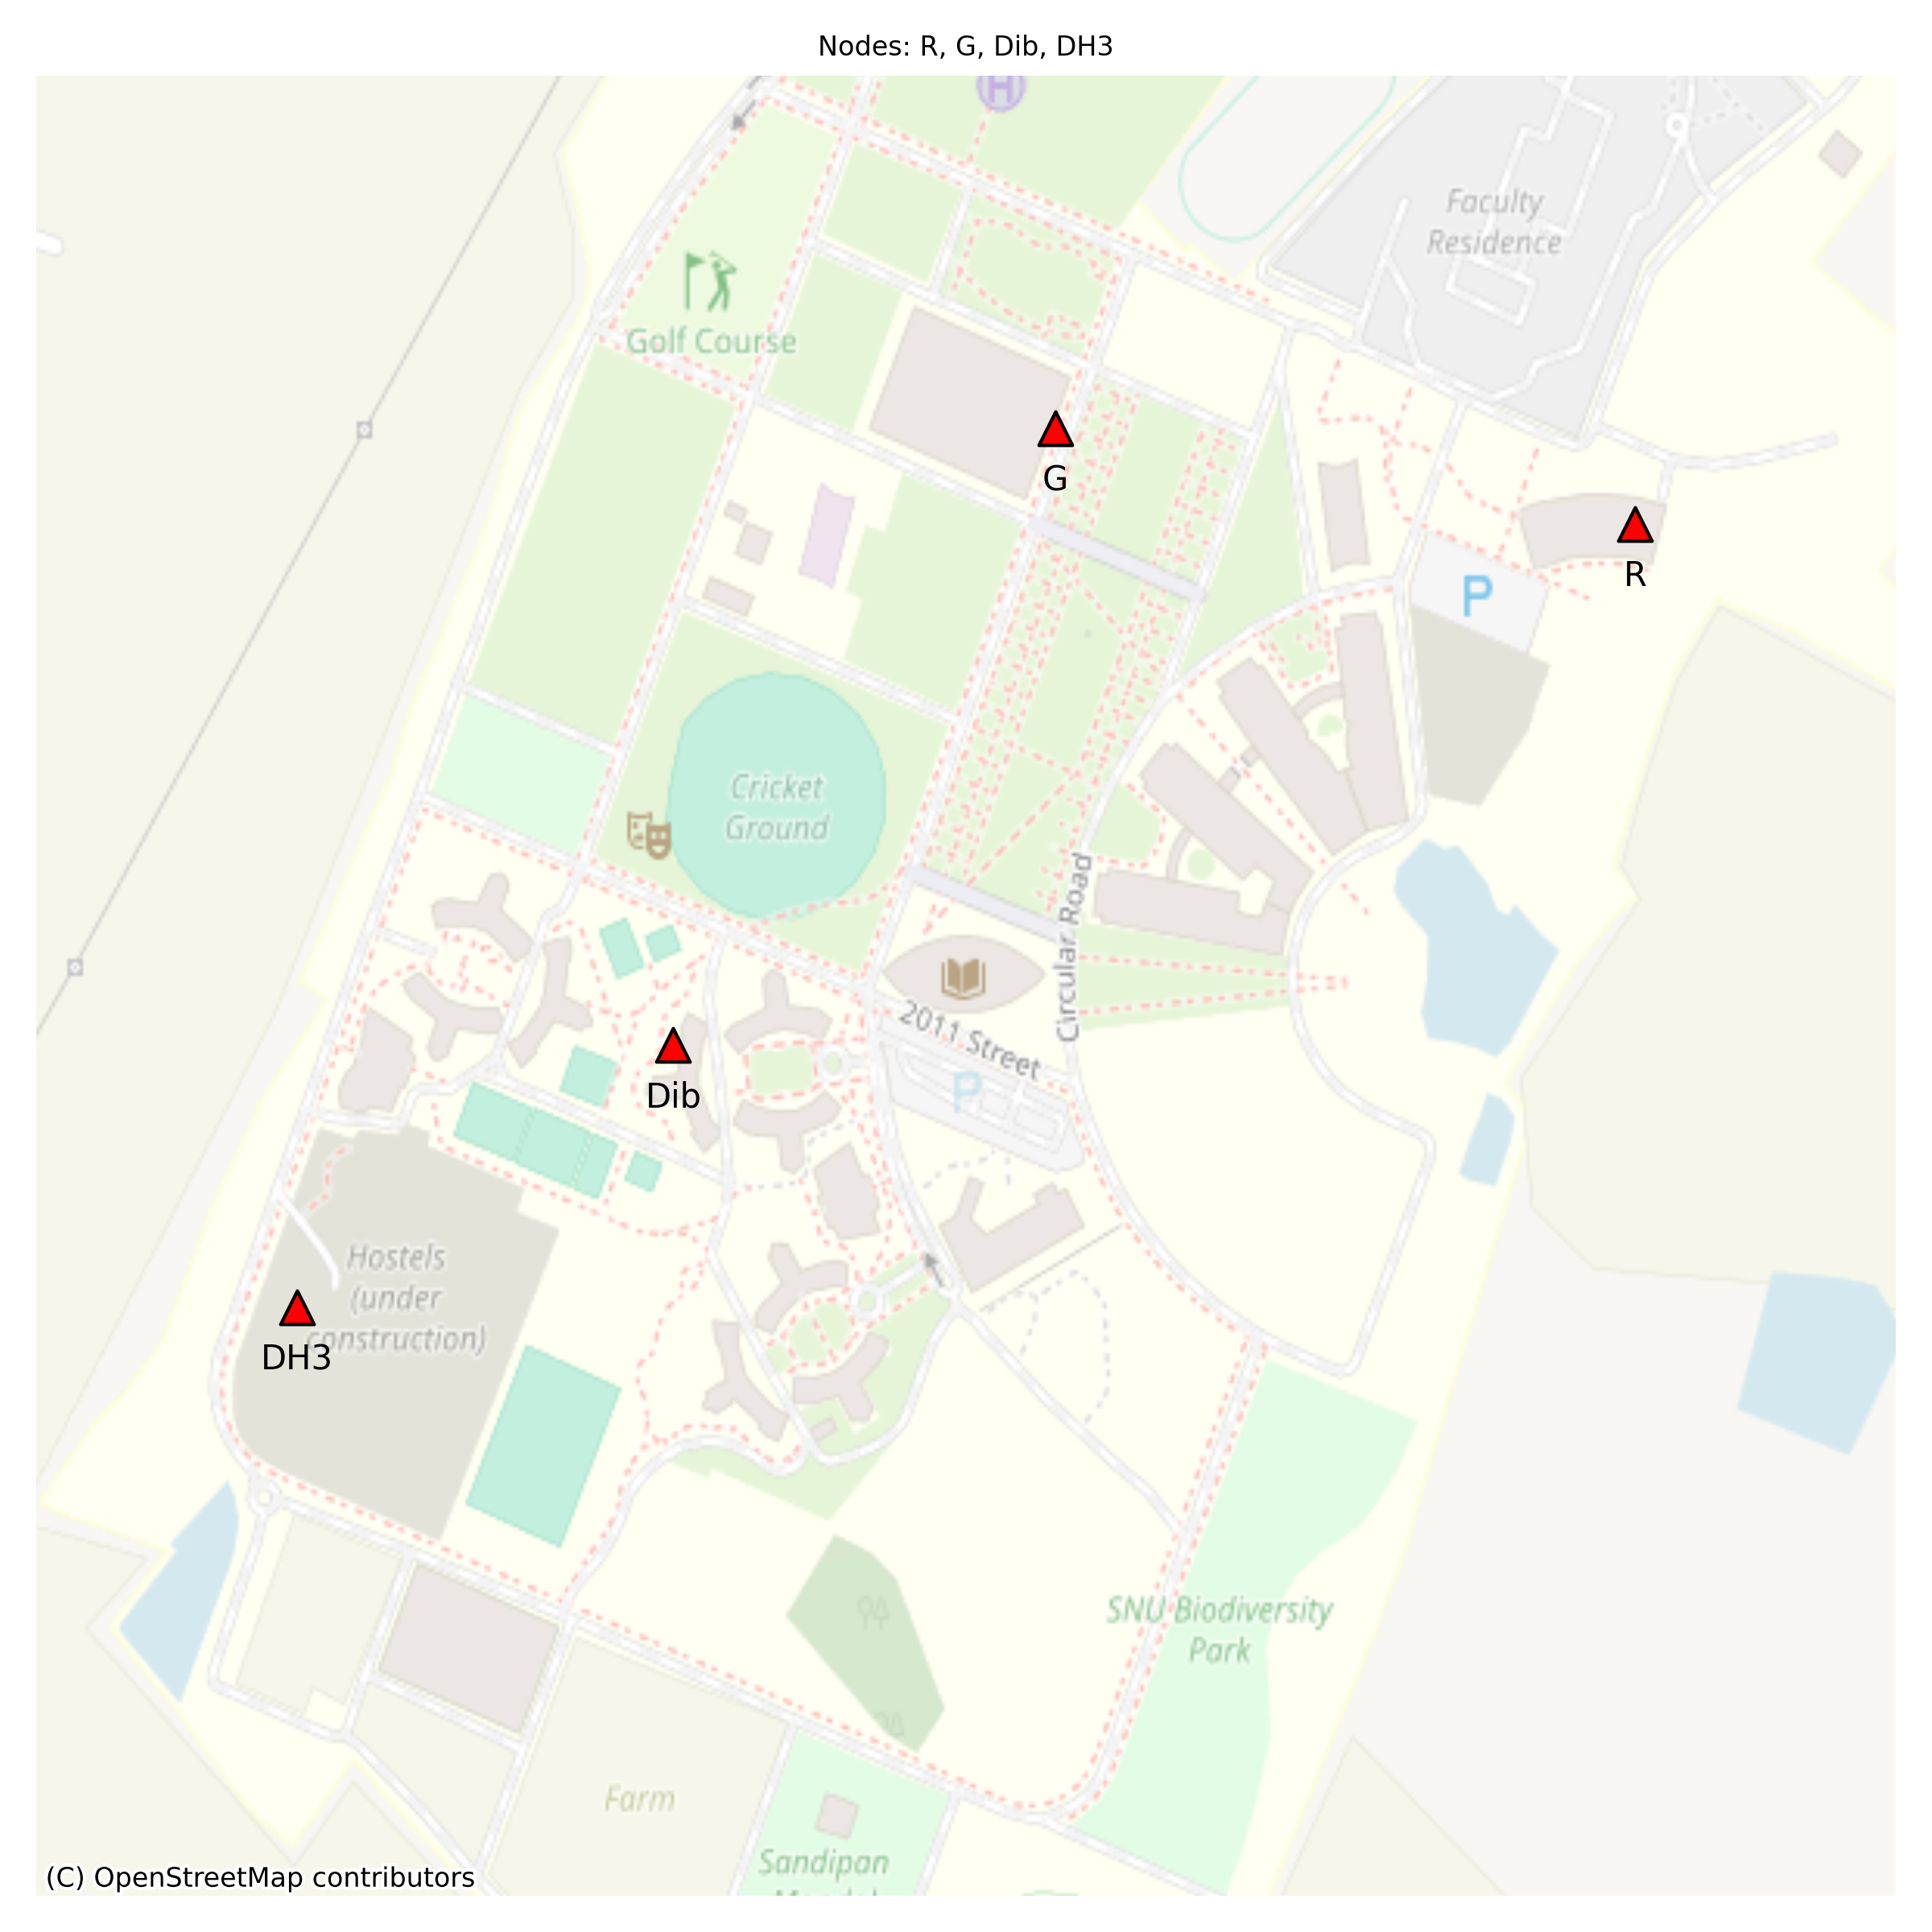 Nodes: R, G, Dib, DH3
H
Faculty
Residence
Golf Course
G
R
P
Cricket
Ground
Circular Road
2011 Street
P
Dib
Hostels
(under
construction)
DH3
SNU Biodiversity
Park
Farm
Sandipan
(C) OpenStreetMap contributors